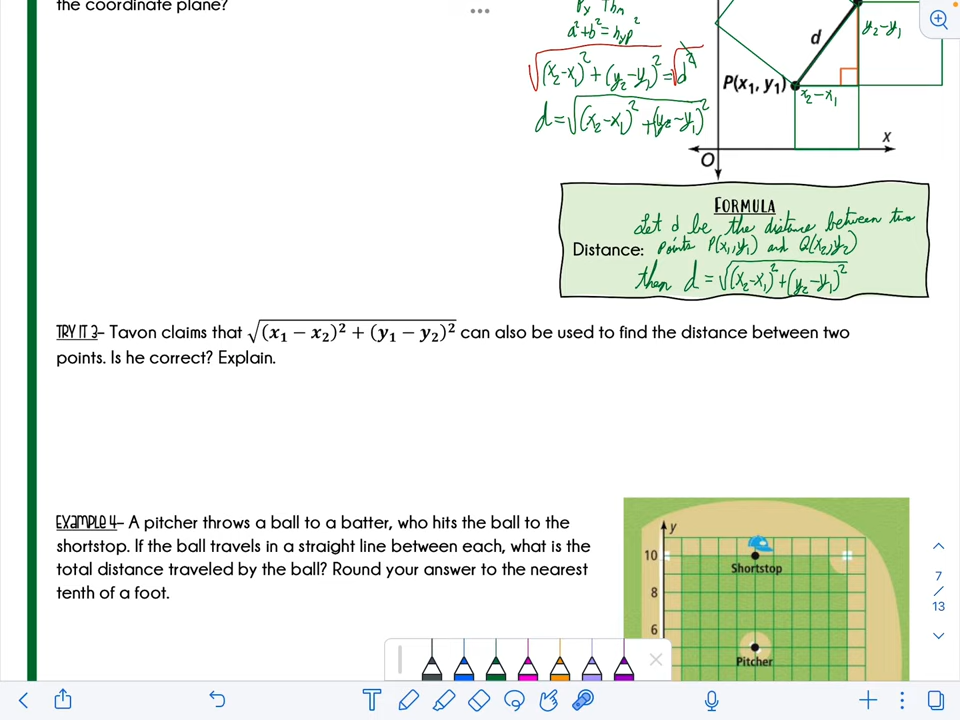 the coordinate plane?
Py Thm
a²+b²=hyp²
√(x₂-x₁)²+(y₂-y₁)²=√d²
d=√(x₂-x₁)²+(y₂-y₁)²
d
y₂-y₁
P(x₁, y₁)
x₂-x₁
x
O
FORMULA
Let d be the distance between two
Distance: points P(x₁,y₁) and Q(x₂,y₂)
then d=√(x₂-x₁)²+(y₂-y₁)²
TRY IT 3– Tavon claims that √(x₁ − x₂)² + (y₁ − y₂)² can also be used to find the distance between two
points. Is he correct? Explain.
EXAMPLE 4– A pitcher throws a ball to a batter, who hits the ball to the
shortstop. If the ball travels in a straight line between each, what is the
total distance traveled by the ball? Round your answer to the nearest
tenth of a foot.
y
10
Shortstop
8
6
Pitcher
7
/
13
T